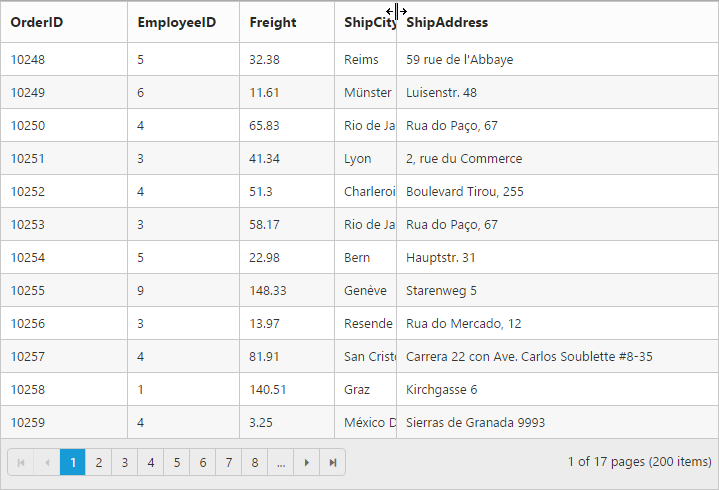 OrderID EmployeeID Freight ShipCity ShipAddress
10248 5 32.38 Reims 59 rue de l'Abbaye
10249 6 11.61 Münster Luisenstr. 48
10250 4 65.83 Rio de Ja Rua do Paço, 67
10251 3 41.34 Lyon 2, rue du Commerce
10252 4 51.3 Charleroi Boulevard Tirou, 255
10253 3 58.17 Rio de Ja Rua do Paço, 67
10254 5 22.98 Bern Hauptstr. 31
10255 9 148.33 Genève Starenweg 5
10256 3 13.97 Resende Rua do Mercado, 12
10257 4 81.91 San Cristo Carrera 22 con Ave. Carlos Soublette #8-35
10258 1 140.51 Graz Kirchgasse 6
10259 4 3.25 México D Sierras de Granada 9993
1 2 3 4 5 6 7 8 ... 1 of 17 pages (200 items)